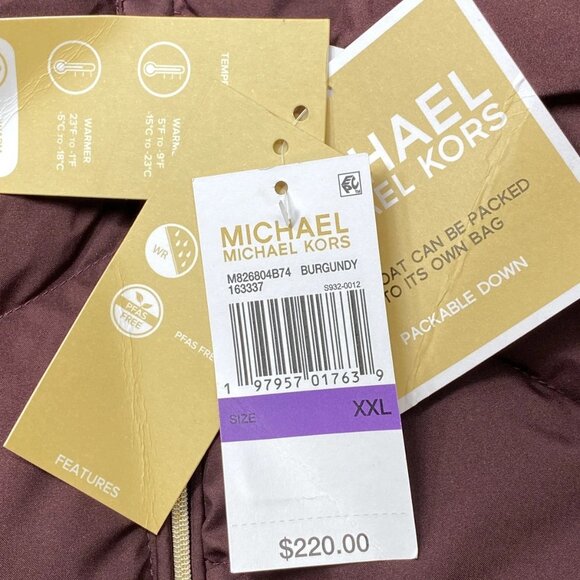 TEMP
WARMER
5°F TO -9°F
-15°C TO -23°C
WARMER
23°F TO -1°F
-5°C TO -18°C
HAEL
EL KORS
OAT CAN BE PACKED
TO ITS OWN BAG
PACKABLE DOWN
WR
PFAS
FREE
PFAS FREE
FEATURES
MICHAEL
MICHAEL KORS
M826804B74 BURGUNDY
163337 S932-0012
1 97957 01763 9
SIZE XXL
$220.00